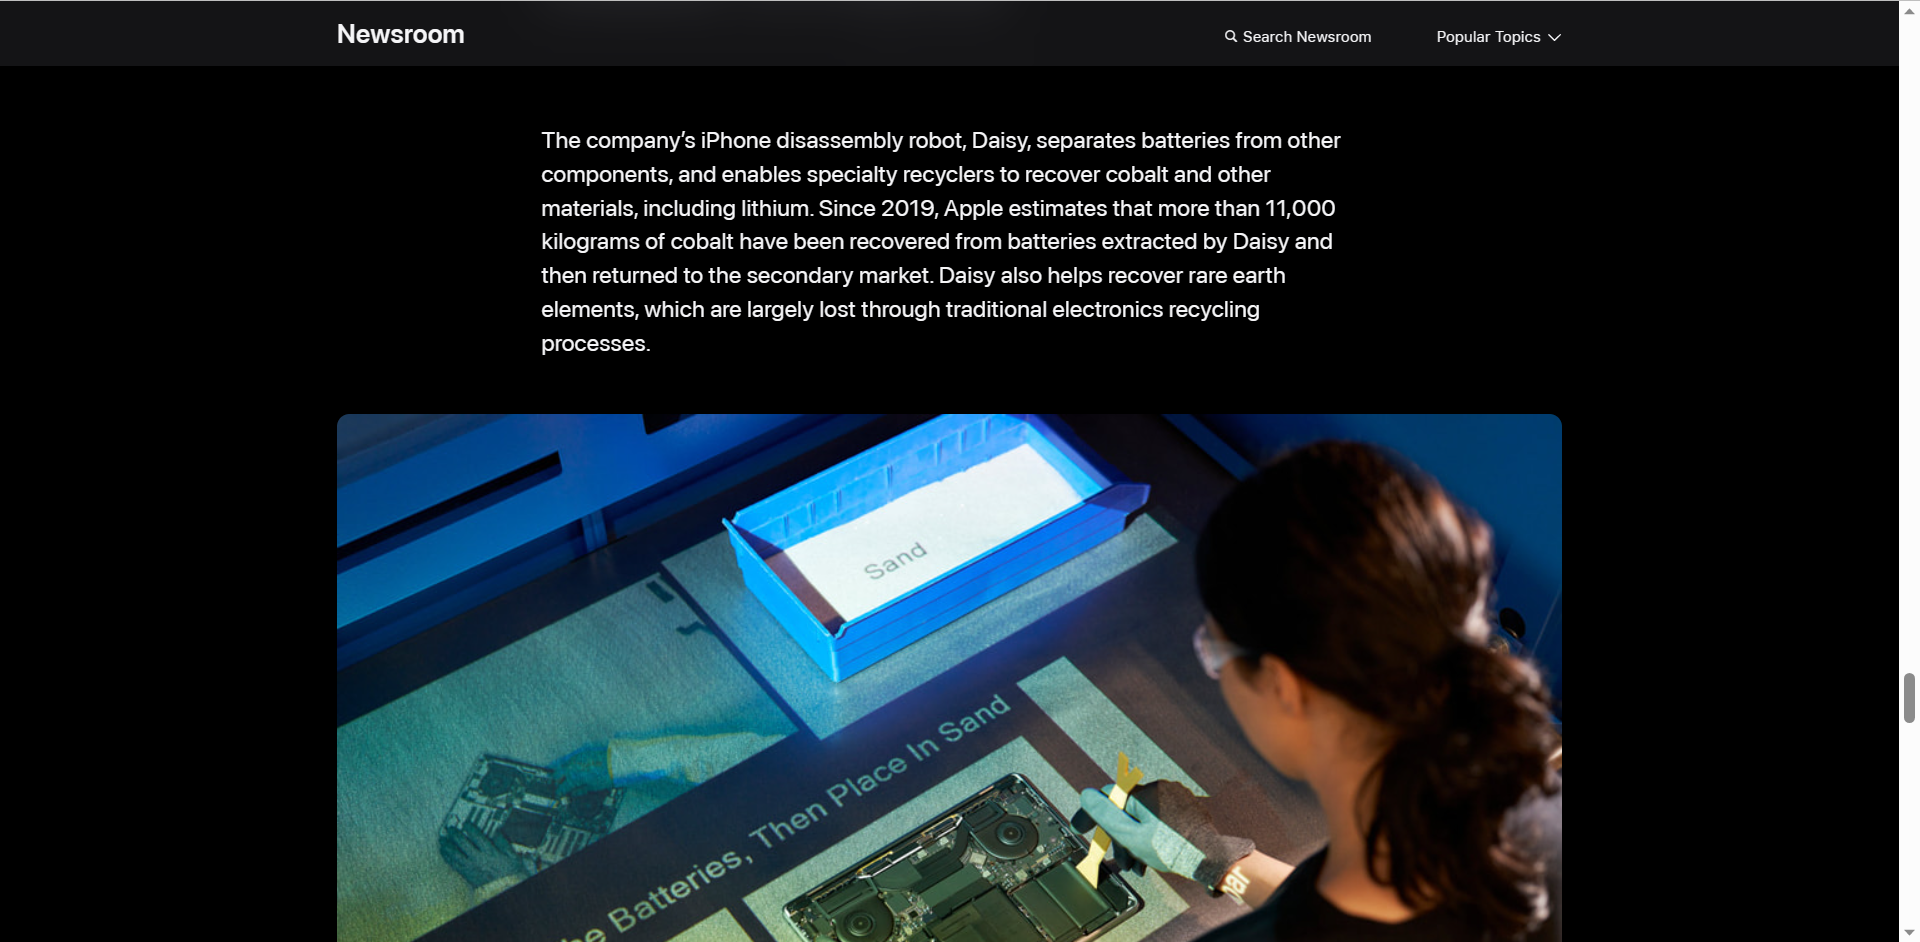 Newsroom
Search Newsroom
Popular Topics
The company’s iPhone disassembly robot, Daisy, separates batteries from other
components, and enables specialty recyclers to recover cobalt and other
materials, including lithium. Since 2019, Apple estimates that more than 11,000
kilograms of cobalt have been recovered from batteries extracted by Daisy and
then returned to the secondary market. Daisy also helps recover rare earth
elements, which are largely lost through traditional electronics recycling
processes.
Sand
Batteries, Then Place In Sand